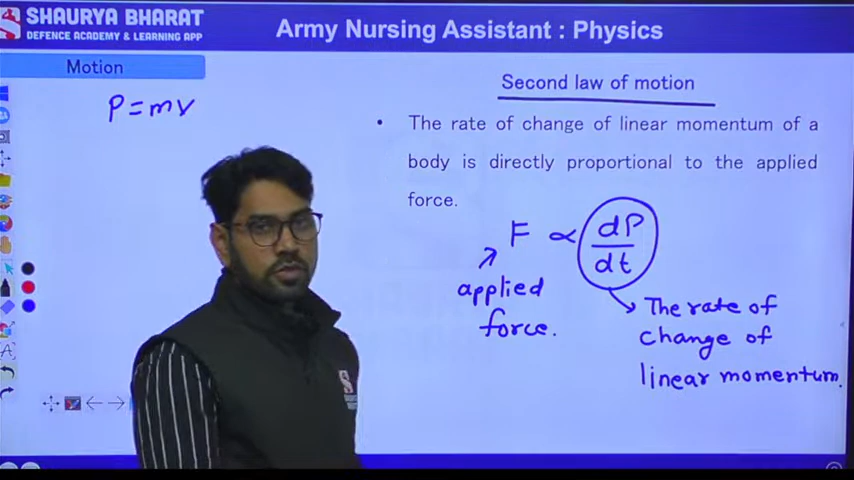 SHAURYA BHARAT
DEFENCE ACADEMY & LEARNING APP
Army Nursing Assistant : Physics
Motion
P=mv
Second law of motion
• The rate of change of linear momentum of a
body is directly proportional to the applied
force.
F ∝ dP/dt
applied
force.
The rate of
change of
linear momentum.